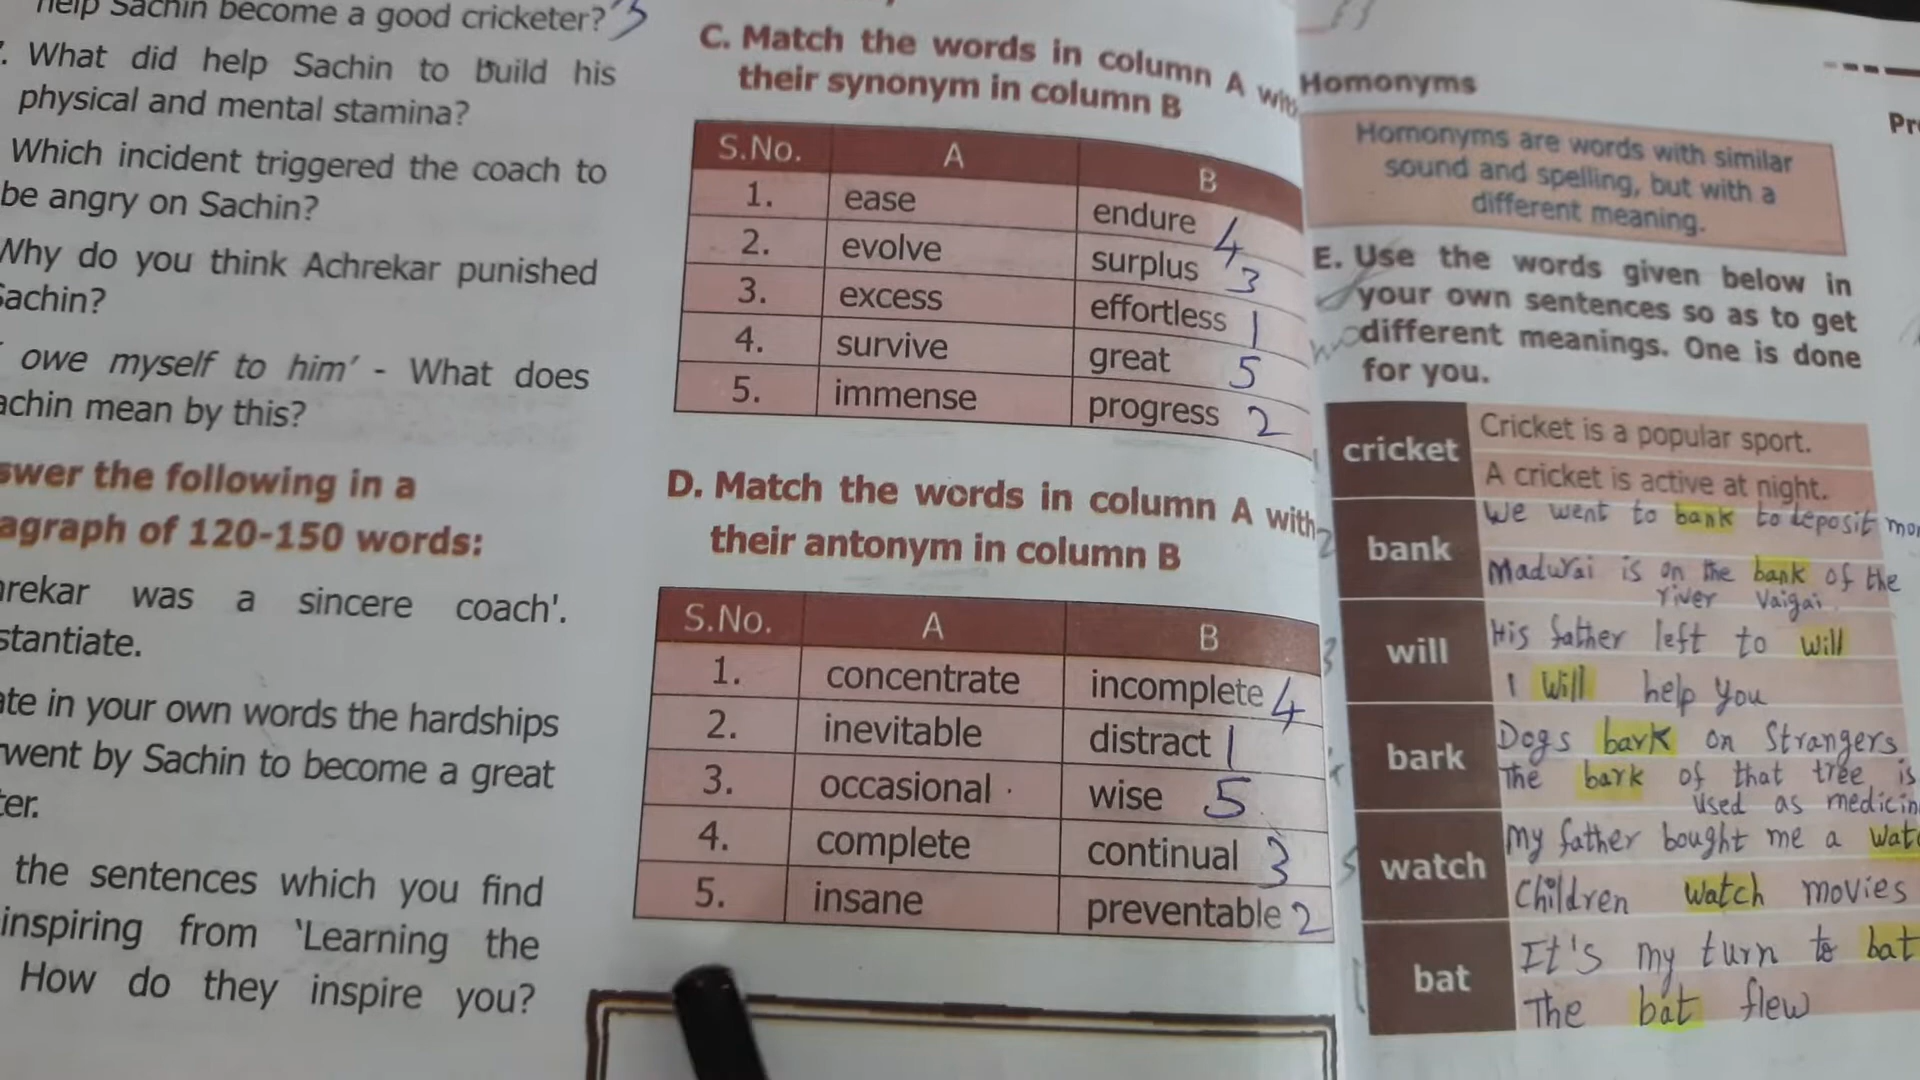 help Sachin become a good cricketer?
What did help Sachin to build his
physical and mental stamina?
Which incident triggered the coach to
be angry on Sachin?
Why do you think Achrekar punished
Sachin?
owe myself to him' - What does
achin mean by this?
swer the following in a
agraph of 120-150 words:
rekar was a sincere coach'.
stantiate.
ate in your own words the hardships
went by Sachin to become a great
ter.
the sentences which you find
inspiring from 'Learning the
How do they inspire you?
C. Match the words in column A with
their synonym in column B
S.No. A B
1. ease endure 4
2. evolve surplus 3
3. excess effortless 1
4. survive great 5
5. immense progress 2
D. Match the words in column A with
their antonym in column B
S.No. A B
1. concentrate incomplete 4
2. inevitable distract 1
3. occasional wise 5
4. complete continual 3
5. insane preventable 2
Homonyms
Homonyms are words with similar
sound and spelling, but with a
different meaning.
E. Use the words given below in
your own sentences so as to get
different meanings. One is done
for you.
cricket
Cricket is a popular sport.
A cricket is active at night.
bank
We went to bank to deposit mo
Madurai is on the bank of the
river Vaigai.
will
His father left to will
I will help you
bark
Dogs bark on Strangers
The bark of that tree is
used as medicin
watch
My father bought me a wat
Children watch movies
bat
It's my turn to bat
The bat flew
Pr